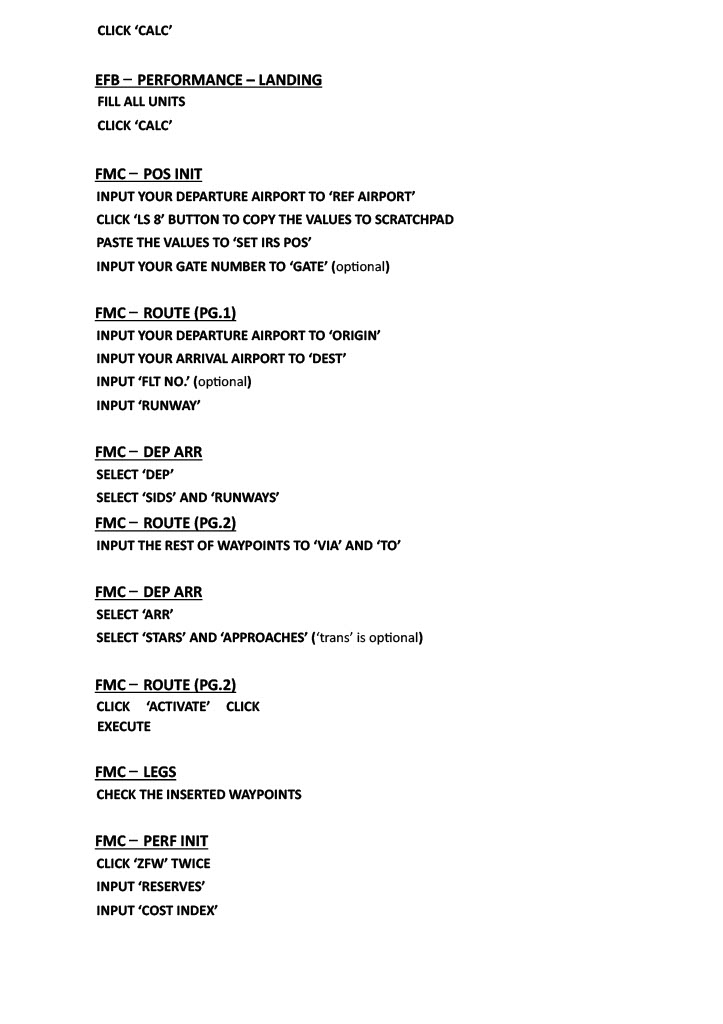 CLICK ‘CALC’
EFB – PERFORMANCE – LANDING
FILL ALL UNITS
CLICK ‘CALC’
FMC – POS INIT
INPUT YOUR DEPARTURE AIRPORT TO ‘REF AIRPORT’
CLICK ‘LS 8’ BUTTON TO COPY THE VALUES TO SCRATCHPAD
PASTE THE VALUES TO ‘SET IRS POS’
INPUT YOUR GATE NUMBER TO ‘GATE’ (optional)
FMC – ROUTE (PG.1)
INPUT YOUR DEPARTURE AIRPORT TO ‘ORIGIN’
INPUT YOUR ARRIVAL AIRPORT TO ‘DEST’
INPUT ‘FLT NO.’ (optional)
INPUT ‘RUNWAY’
FMC – DEP ARR
SELECT ‘DEP’
SELECT ‘SIDS’ AND ‘RUNWAYS’
FMC – ROUTE (PG.2)
INPUT THE REST OF WAYPOINTS TO ‘VIA’ AND ‘TO’
FMC – DEP ARR
SELECT ‘ARR’
SELECT ‘STARS’ AND ‘APPROACHES’ (‘trans’ is optional)
FMC – ROUTE (PG.2)
CLICK ‘ACTIVATE’ CLICK
EXECUTE
FMC – LEGS
CHECK THE INSERTED WAYPOINTS
FMC – PERF INIT
CLICK ‘ZFW’ TWICE
INPUT ‘RESERVES’
INPUT ‘COST INDEX’